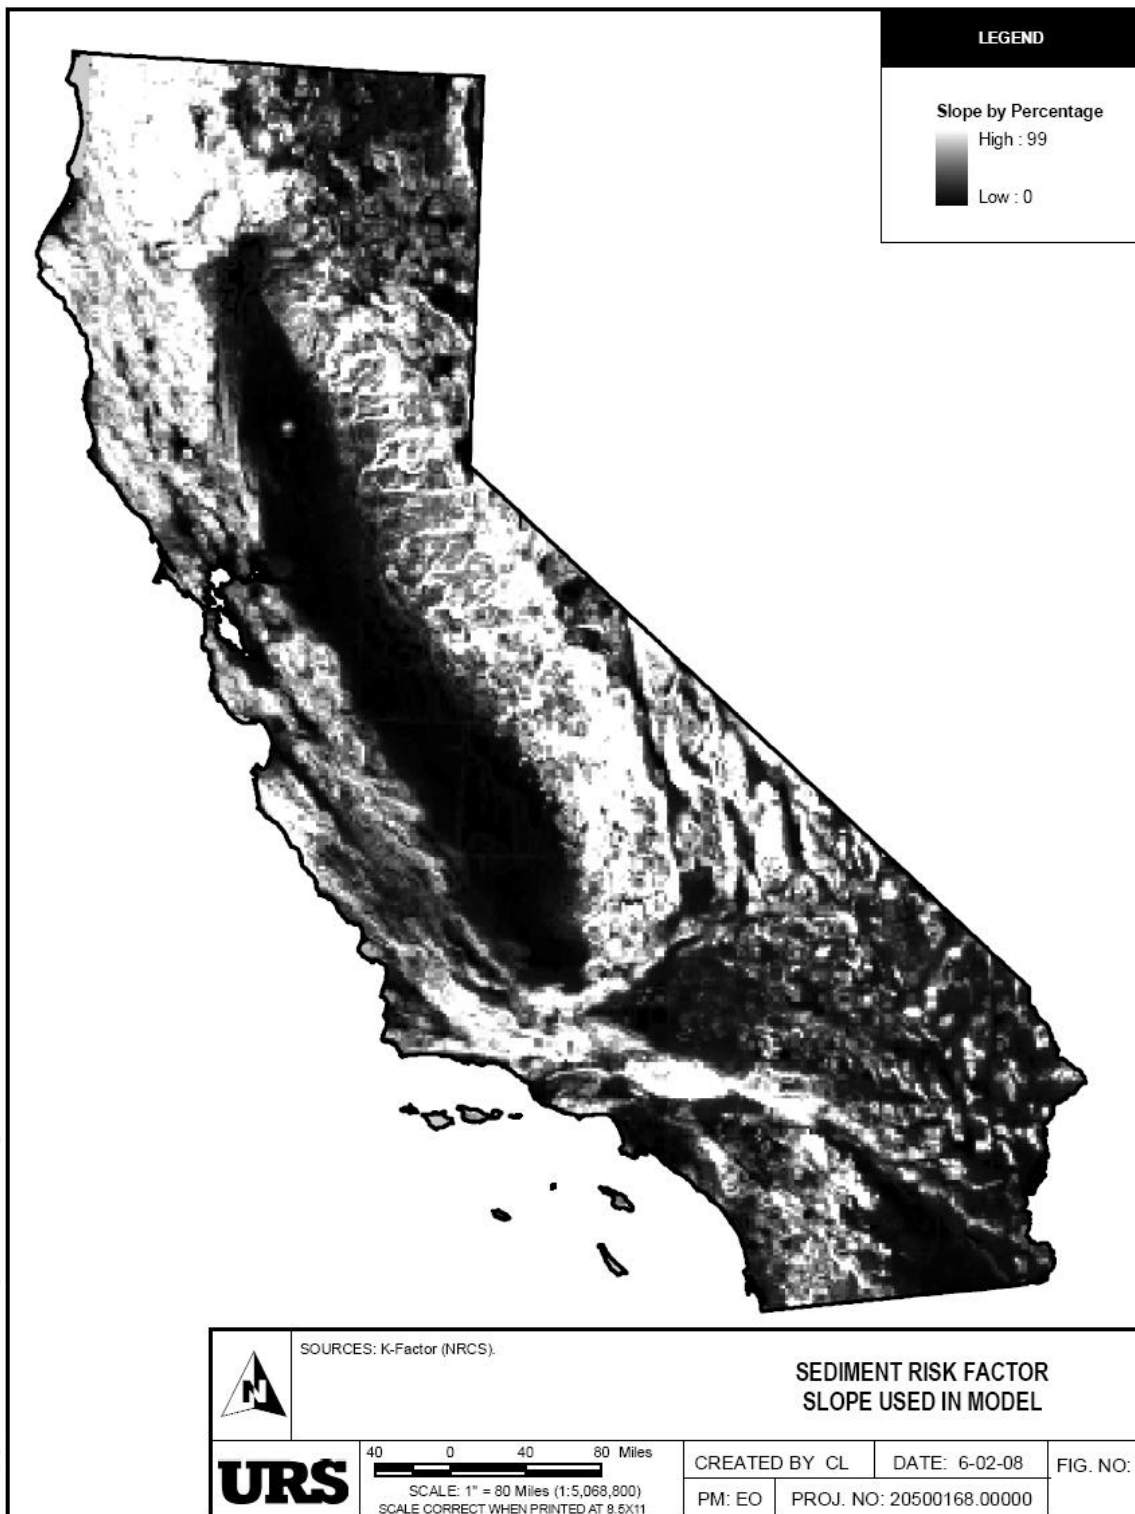 LEGEND
Slope by Percentage
High : 99
Low : 0
SOURCES: K-Factor (NRCS).
SEDIMENT RISK FACTOR
SLOPE USED IN MODEL
N
URS
40 0 40 80 Miles
SCALE: 1" = 80 Miles (1:5,068,800)
SCALE CORRECT WHEN PRINTED AT 8.5X11
CREATED BY CL
DATE: 6-02-08
FIG. NO:
PM: EO
PROJ. NO: 20500168.00000